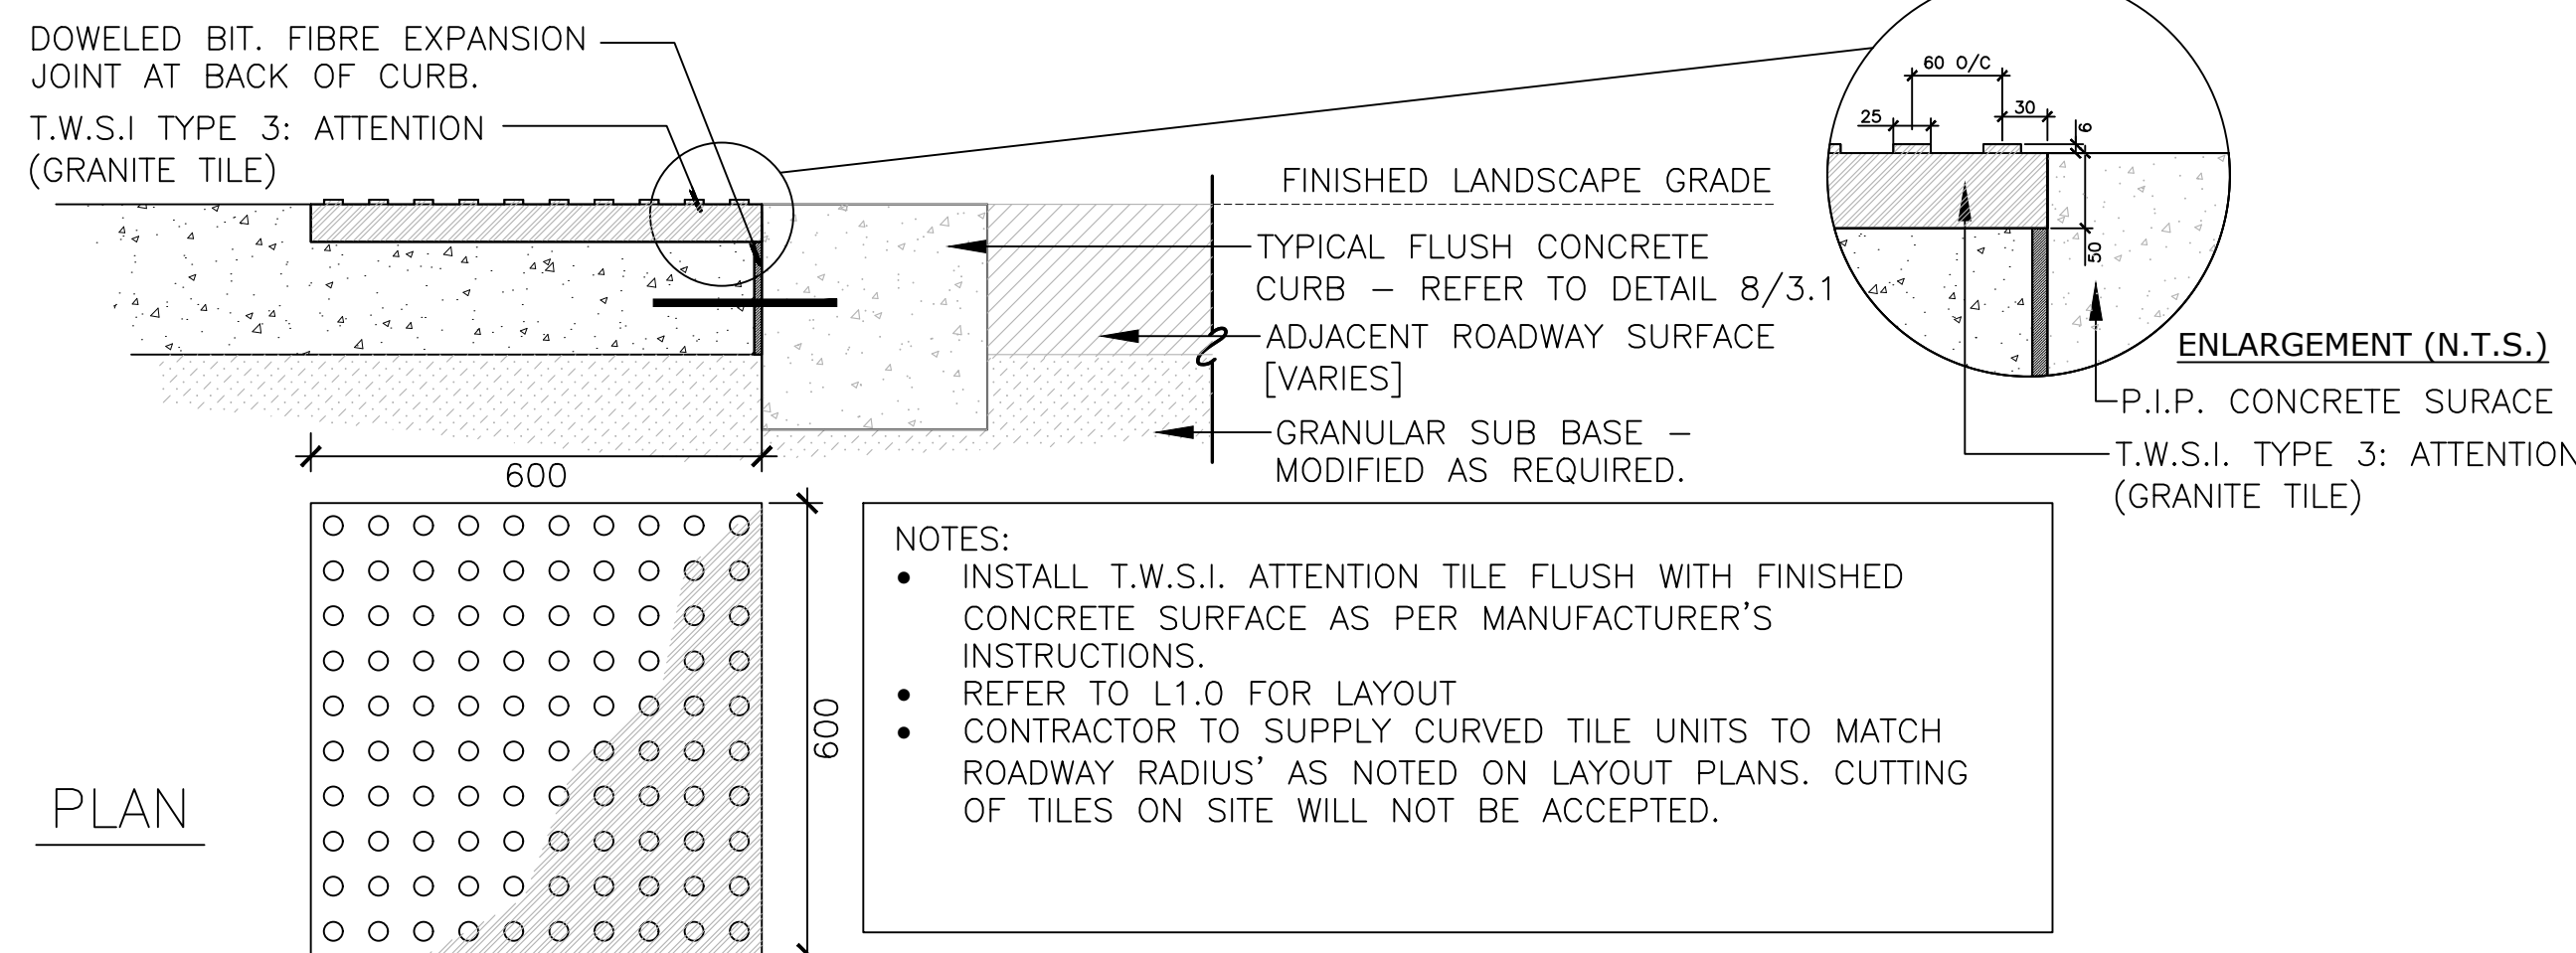 DOWELED BIT. FIBRE EXPANSION
JOINT AT BACK OF CURB.
T.W.S.I TYPE 3: ATTENTION
(GRANITE TILE)
600
FINISHED LANDSCAPE GRADE
TYPICAL FLUSH CONCRETE
CURB – REFER TO DETAIL 8/3.1
ADJACENT ROADWAY SURFACE
[VARIES]
GRANULAR SUB BASE –
MODIFIED AS REQUIRED.
60 O/C
25
30
6
50
ENLARGEMENT (N.T.S.)
P.I.P. CONCRETE SURACE
T.W.S.I. TYPE 3: ATTENTION
(GRANITE TILE)
PLAN
600
NOTES:
• INSTALL T.W.S.I. ATTENTION TILE FLUSH WITH FINISHED
CONCRETE SURFACE AS PER MANUFACTURER'S
INSTRUCTIONS.
• REFER TO L1.0 FOR LAYOUT
• CONTRACTOR TO SUPPLY CURVED TILE UNITS TO MATCH
ROADWAY RADIUS' AS NOTED ON LAYOUT PLANS. CUTTING
OF TILES ON SITE WILL NOT BE ACCEPTED.